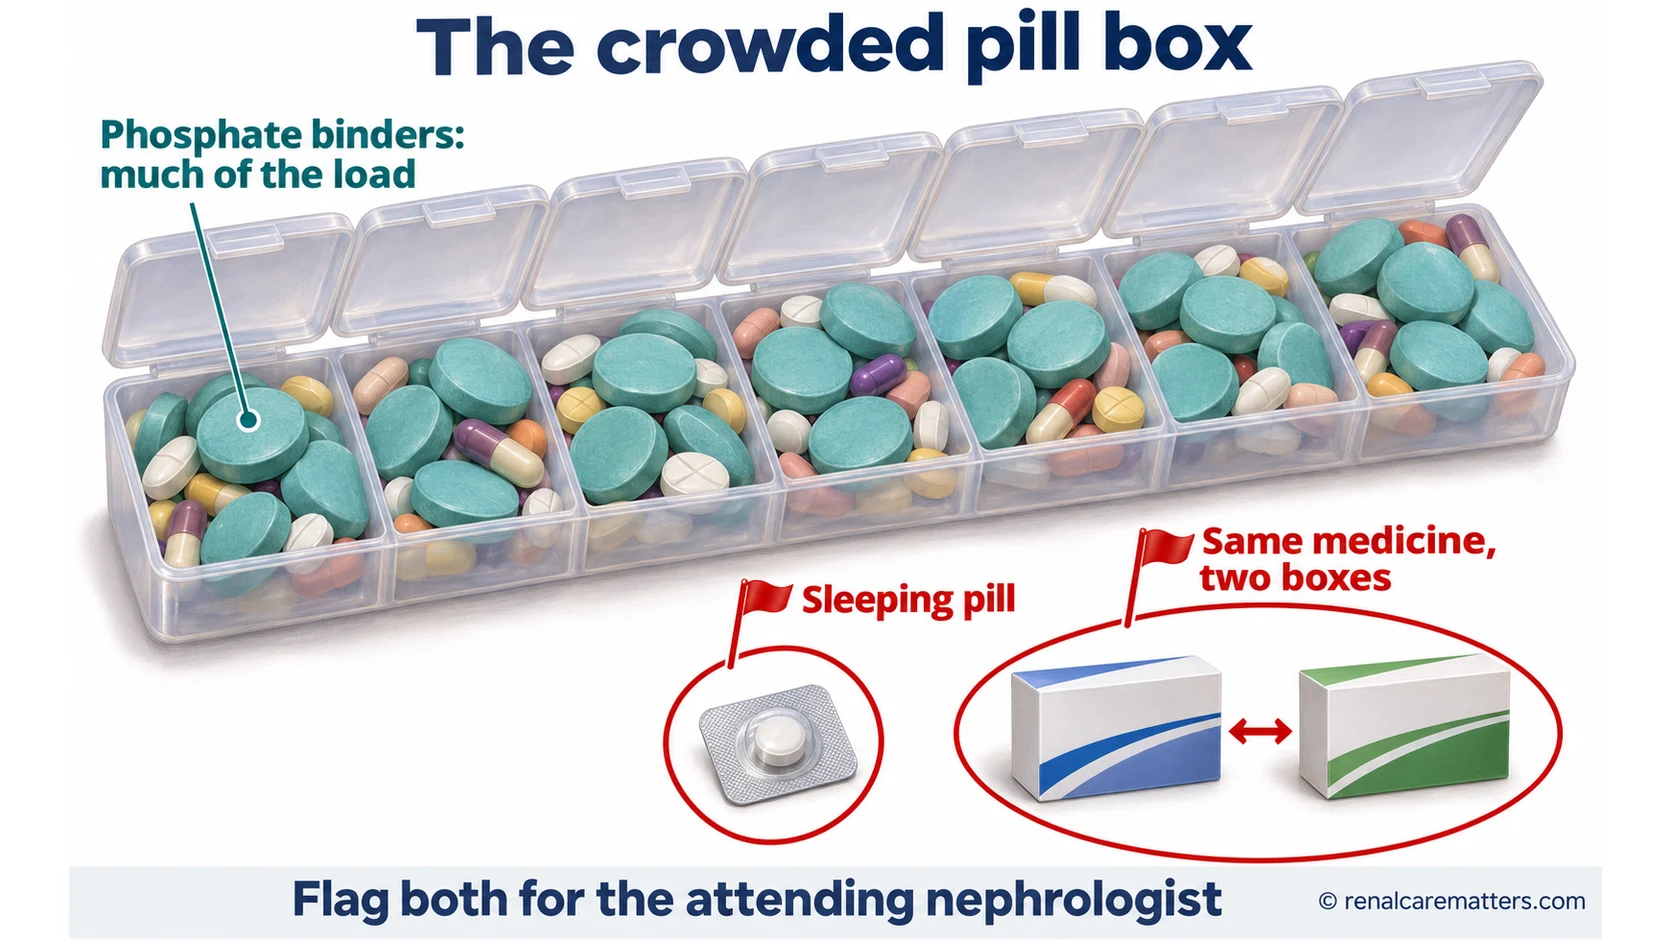 The crowded pill box
Phosphate binders:
much of the load
Same medicine,
two boxes
Sleeping pill
Flag both for the attending nephrologist
© renalcarematters.com